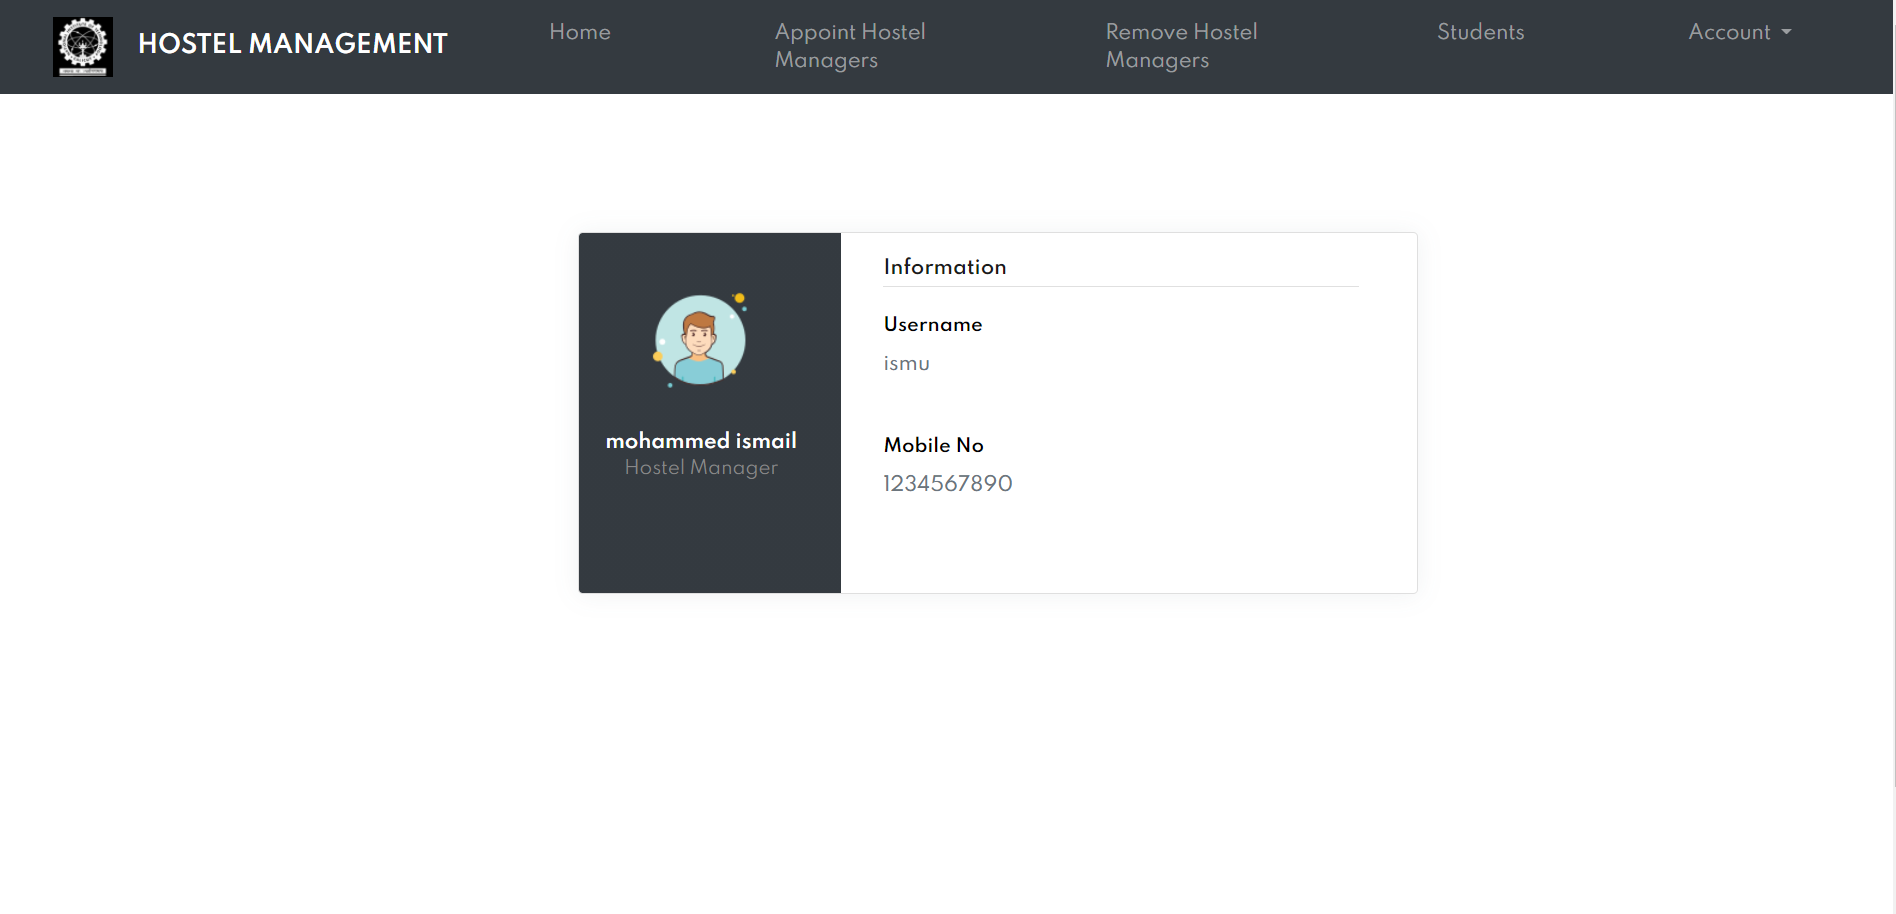 HOSTEL MANAGEMENT
Home
Appoint Hostel
Managers
Remove Hostel
Managers
Students
Account
mohammed ismail
Hostel Manager
Information
Username
ismu
Mobile No
1234567890